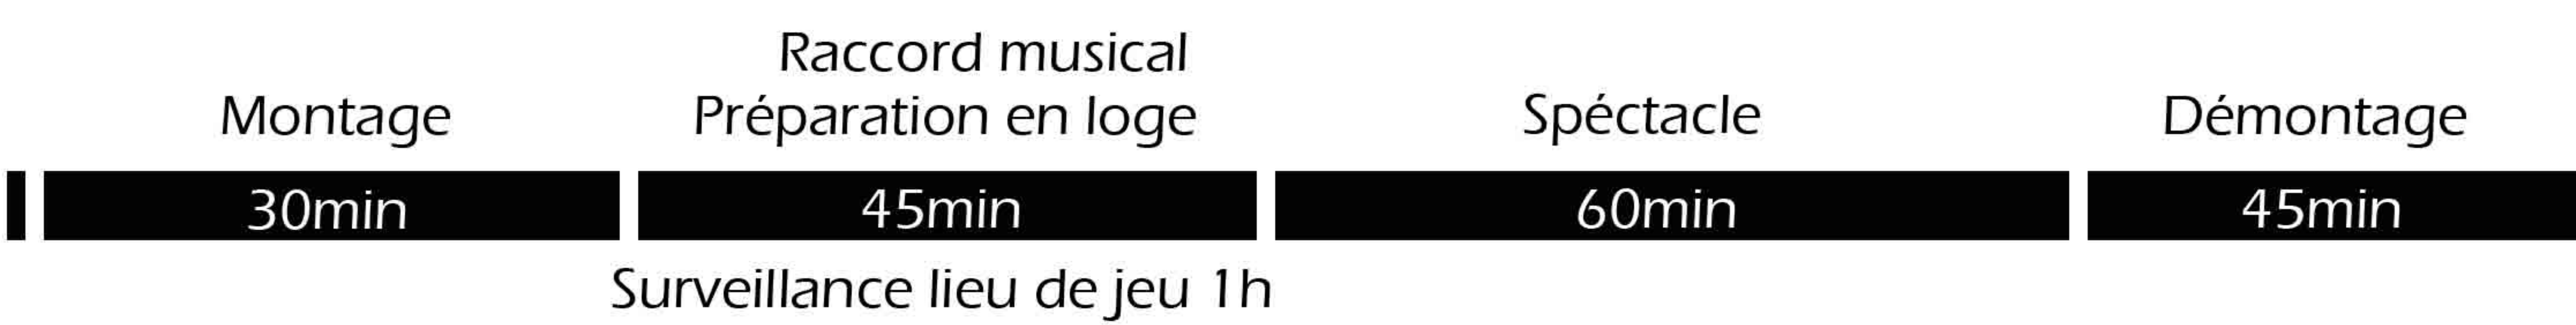 Raccord musical
Montage
Préparation en loge
Spéctacle
Démontage
30min
45min
60min
45min
Surveillance lieu de jeu 1h